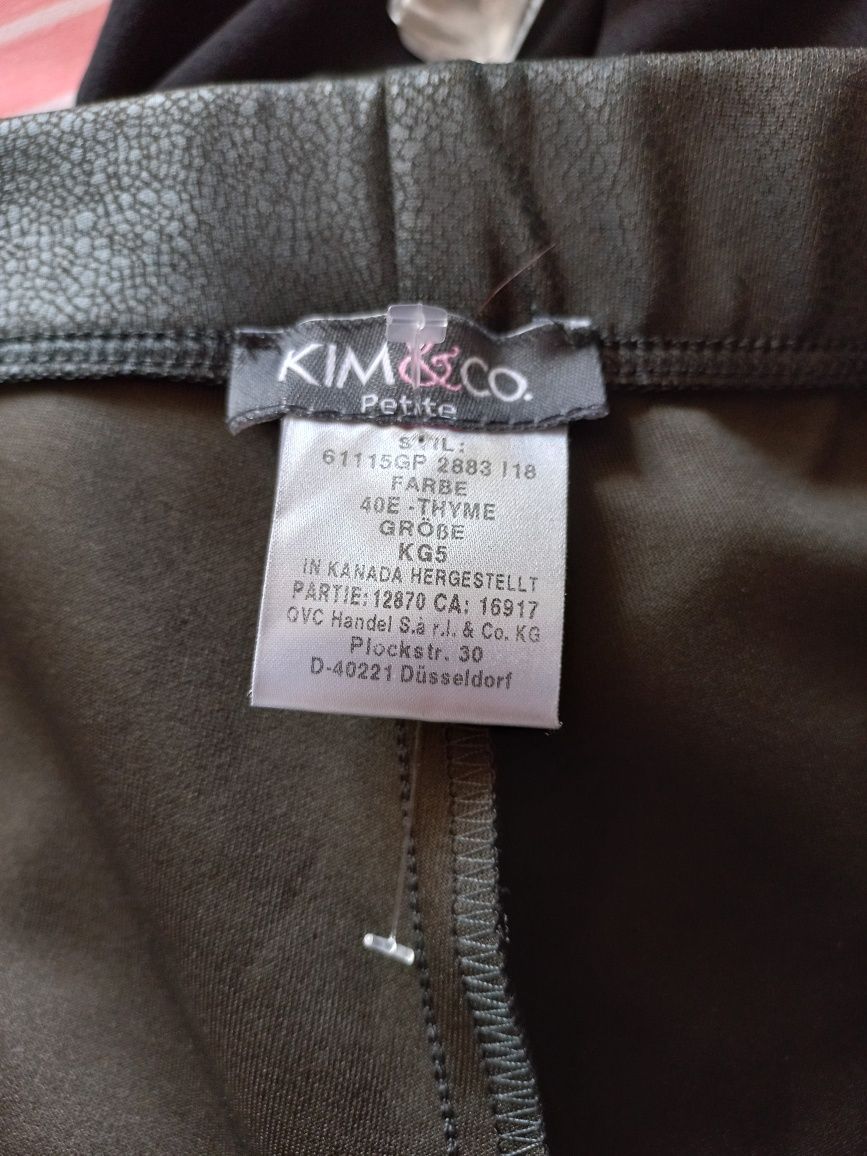 KIM&CO.
Petite
STIL:
61115GP 2883 I18
FARBE
40E -THYME
GRÖßE
KG5
IN KANADA HERGESTELLT
PARTIE: 12870 CA: 16917
QVC Handel S.à r.l. & Co. KG
Plockstr. 30
D-40221 Düsseldorf